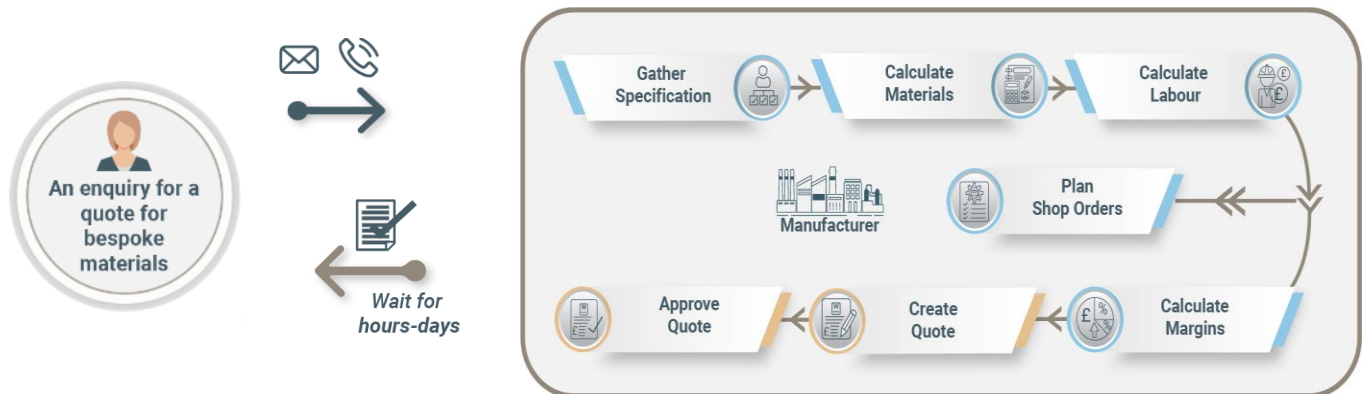 An enquiry for a
quote for
bespoke
materials
Wait for
hours-days
Gather
Specification
Calculate
Materials
Calculate
Labour
Manufacturer
Plan
Shop Orders
Approve
Quote
Create
Quote
Calculate
Margins